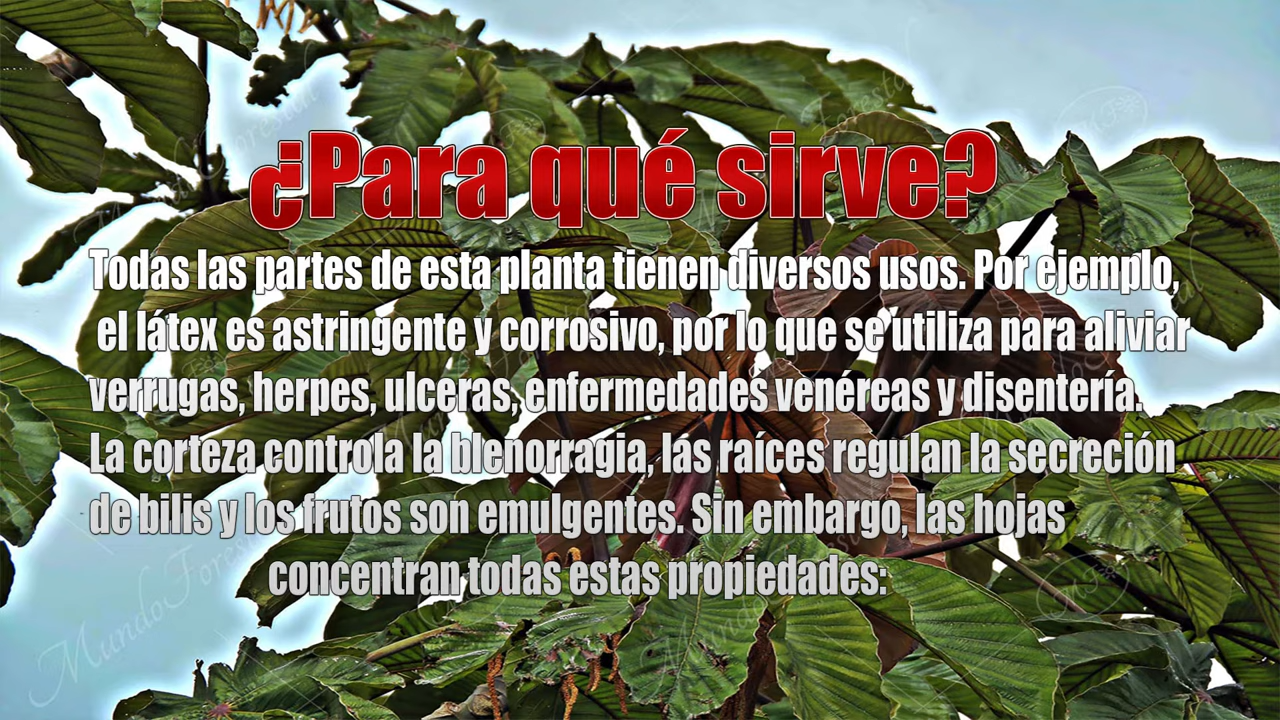 ¿Para qué sirve?
Todas las partes de esta planta tienen diversos usos. Por ejemplo,
el látex es astringente y corrosivo, por lo que se utiliza para aliviar
verrugas, herpes, ulceras, enfermedades venéreas y disentería.
La corteza controla la blenorragia, las raíces regulan la secreción
de bilis y los frutos son emulgentes. Sin embargo, las hojas
concentran todas estas propiedades:
Mundo Forestal